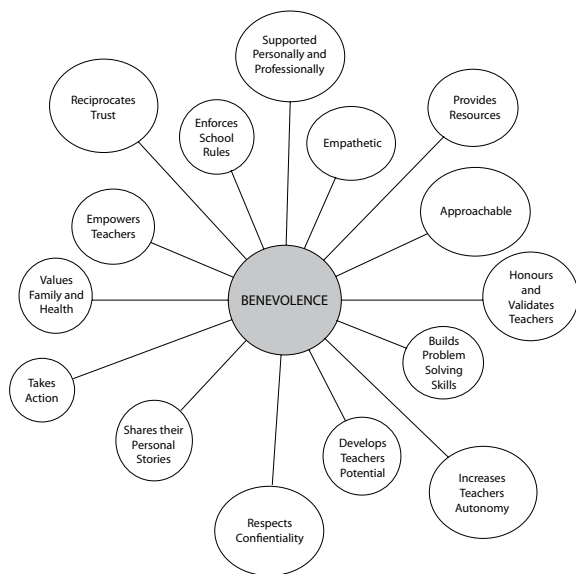 Supported
Personally and
Professionally
Reciprocates
Trust
Provides
Resources
Enforces
School
Rules
Empathetic
Empowers
Teachers
Approachable
Values
Family and
Health
BENEVOLENCE
Honours
and
Validates
Teachers
Builds
Problem
Solving
Skills
Takes
Action
Shares their
Personal
Stories
Develops
Teachers
Potential
Increases
Teachers
Autonomy
Respects
Confientiality